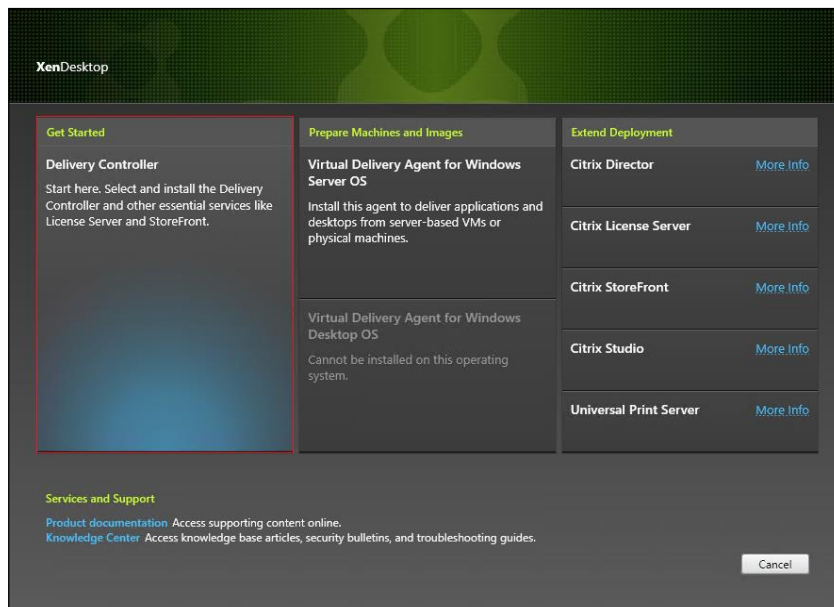 XenDesktop
Get Started
Delivery Controller
Start here. Select and install the Delivery
Controller and other essential services like
License Server and StoreFront.
Prepare Machines and Images
Virtual Delivery Agent for Windows
Server OS
Install this agent to deliver applications and
desktops from server-based VMs or
physical machines.
Virtual Delivery Agent for Windows
Desktop OS
Cannot be installed on this operating
system.
Extend Deployment
Citrix Director More Info
Citrix License Server More Info
Citrix StoreFront More Info
Citrix Studio More Info
Universal Print Server More Info
Services and Support
Product documentation Access supporting content online.
Knowledge Center Access knowledge base articles, security bulletins, and troubleshooting guides.
Cancel